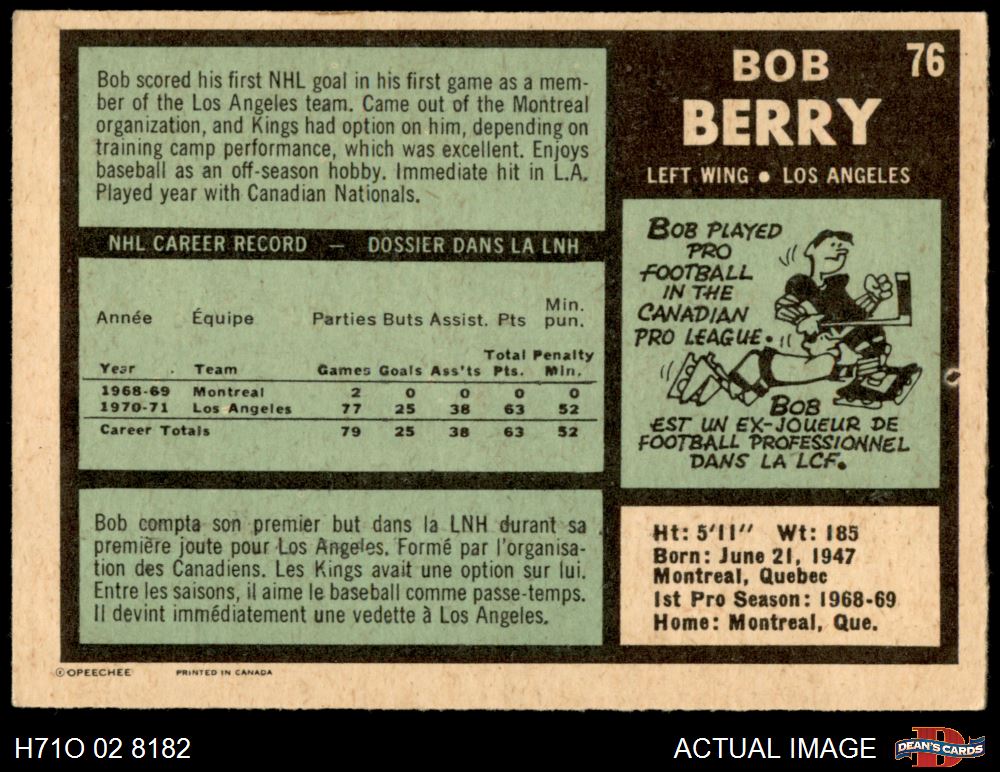 Bob scored his first NHL goal in his first game as a mem-
ber of the Los Angeles team. Came out of the Montreal
organization, and Kings had option on him, depending on
training camp performance, which was excellent. Enjoys
baseball as an off-season hobby. Immediate hit in L.A.
Played year with Canadian Nationals.
BOB 76
BERRY
LEFT WING ● LOS ANGELES
NHL CAREER RECORD — DOSSIER DANS LA LNH
Année Équipe Parties Buts Assist. Pts Min. pun.
Year Team Games Goals Ass'ts Total Pts. Penalty Min.
1968-69 Montreal 2 0 0 0 0
1970-71 Los Angeles 77 25 38 63 52
Career Totals 79 25 38 63 52
BOB PLAYED
PRO
FOOTBALL
IN THE
CANADIAN
PRO LEAGUE.
BOB
EST UN EX-JOUEUR DE
FOOTBALL PROFESSIONNEL
DANS LA LCF.
Bob compta son premier but dans la LNH durant sa
première joute pour Los Angeles. Formé par l'organisa-
tion des Canadiens. Les Kings avait une option sur lui.
Entre les saisons, il aime le baseball comme passe-temps.
Il devint immédiatement une vedette à Los Angeles.
Ht: 5'11" Wt: 185
Born: June 21, 1947
Montreal, Quebec
1st Pro Season: 1968-69
Home: Montreal, Que.
© OPEECHEE PRINTED IN CANADA
H71O 02 8182 ACTUAL IMAGE D DEAN'S CARDS